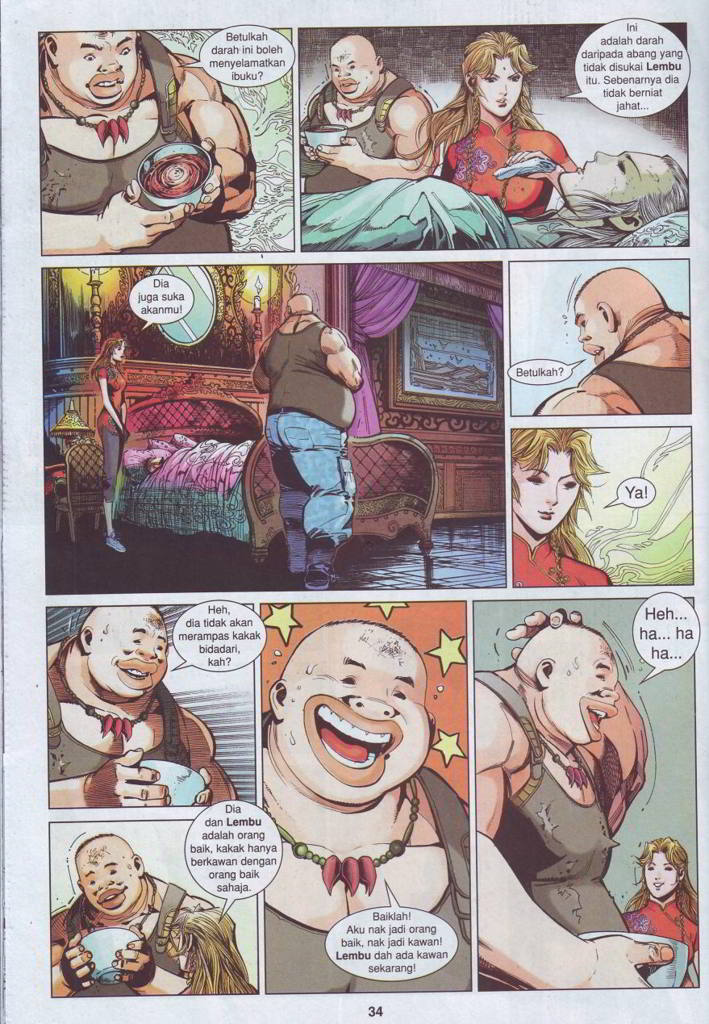 Betulkah
darah ini boleh
menyelamatkan
ibuku?
Ini
adalah darah
daripada abang yang
tidak disukai Lembu
itu. Sebenarnya dia
tidak berniat
jahat...
Dia
juga suka
akanmu!
Betulkah?
Ya!
Heh,
dia tidak akan
merampas kakak
bidadari,
kah?
Dia
dan Lembu
adalah orang
baik, kakak hanya
berkawan dengan
orang baik
sahaja.
Baiklah!
Aku nak jadi orang
baik, nak jadi kawan!
Lembu dah ada kawan
sekarang!
Heh...
ha... ha
ha...
34